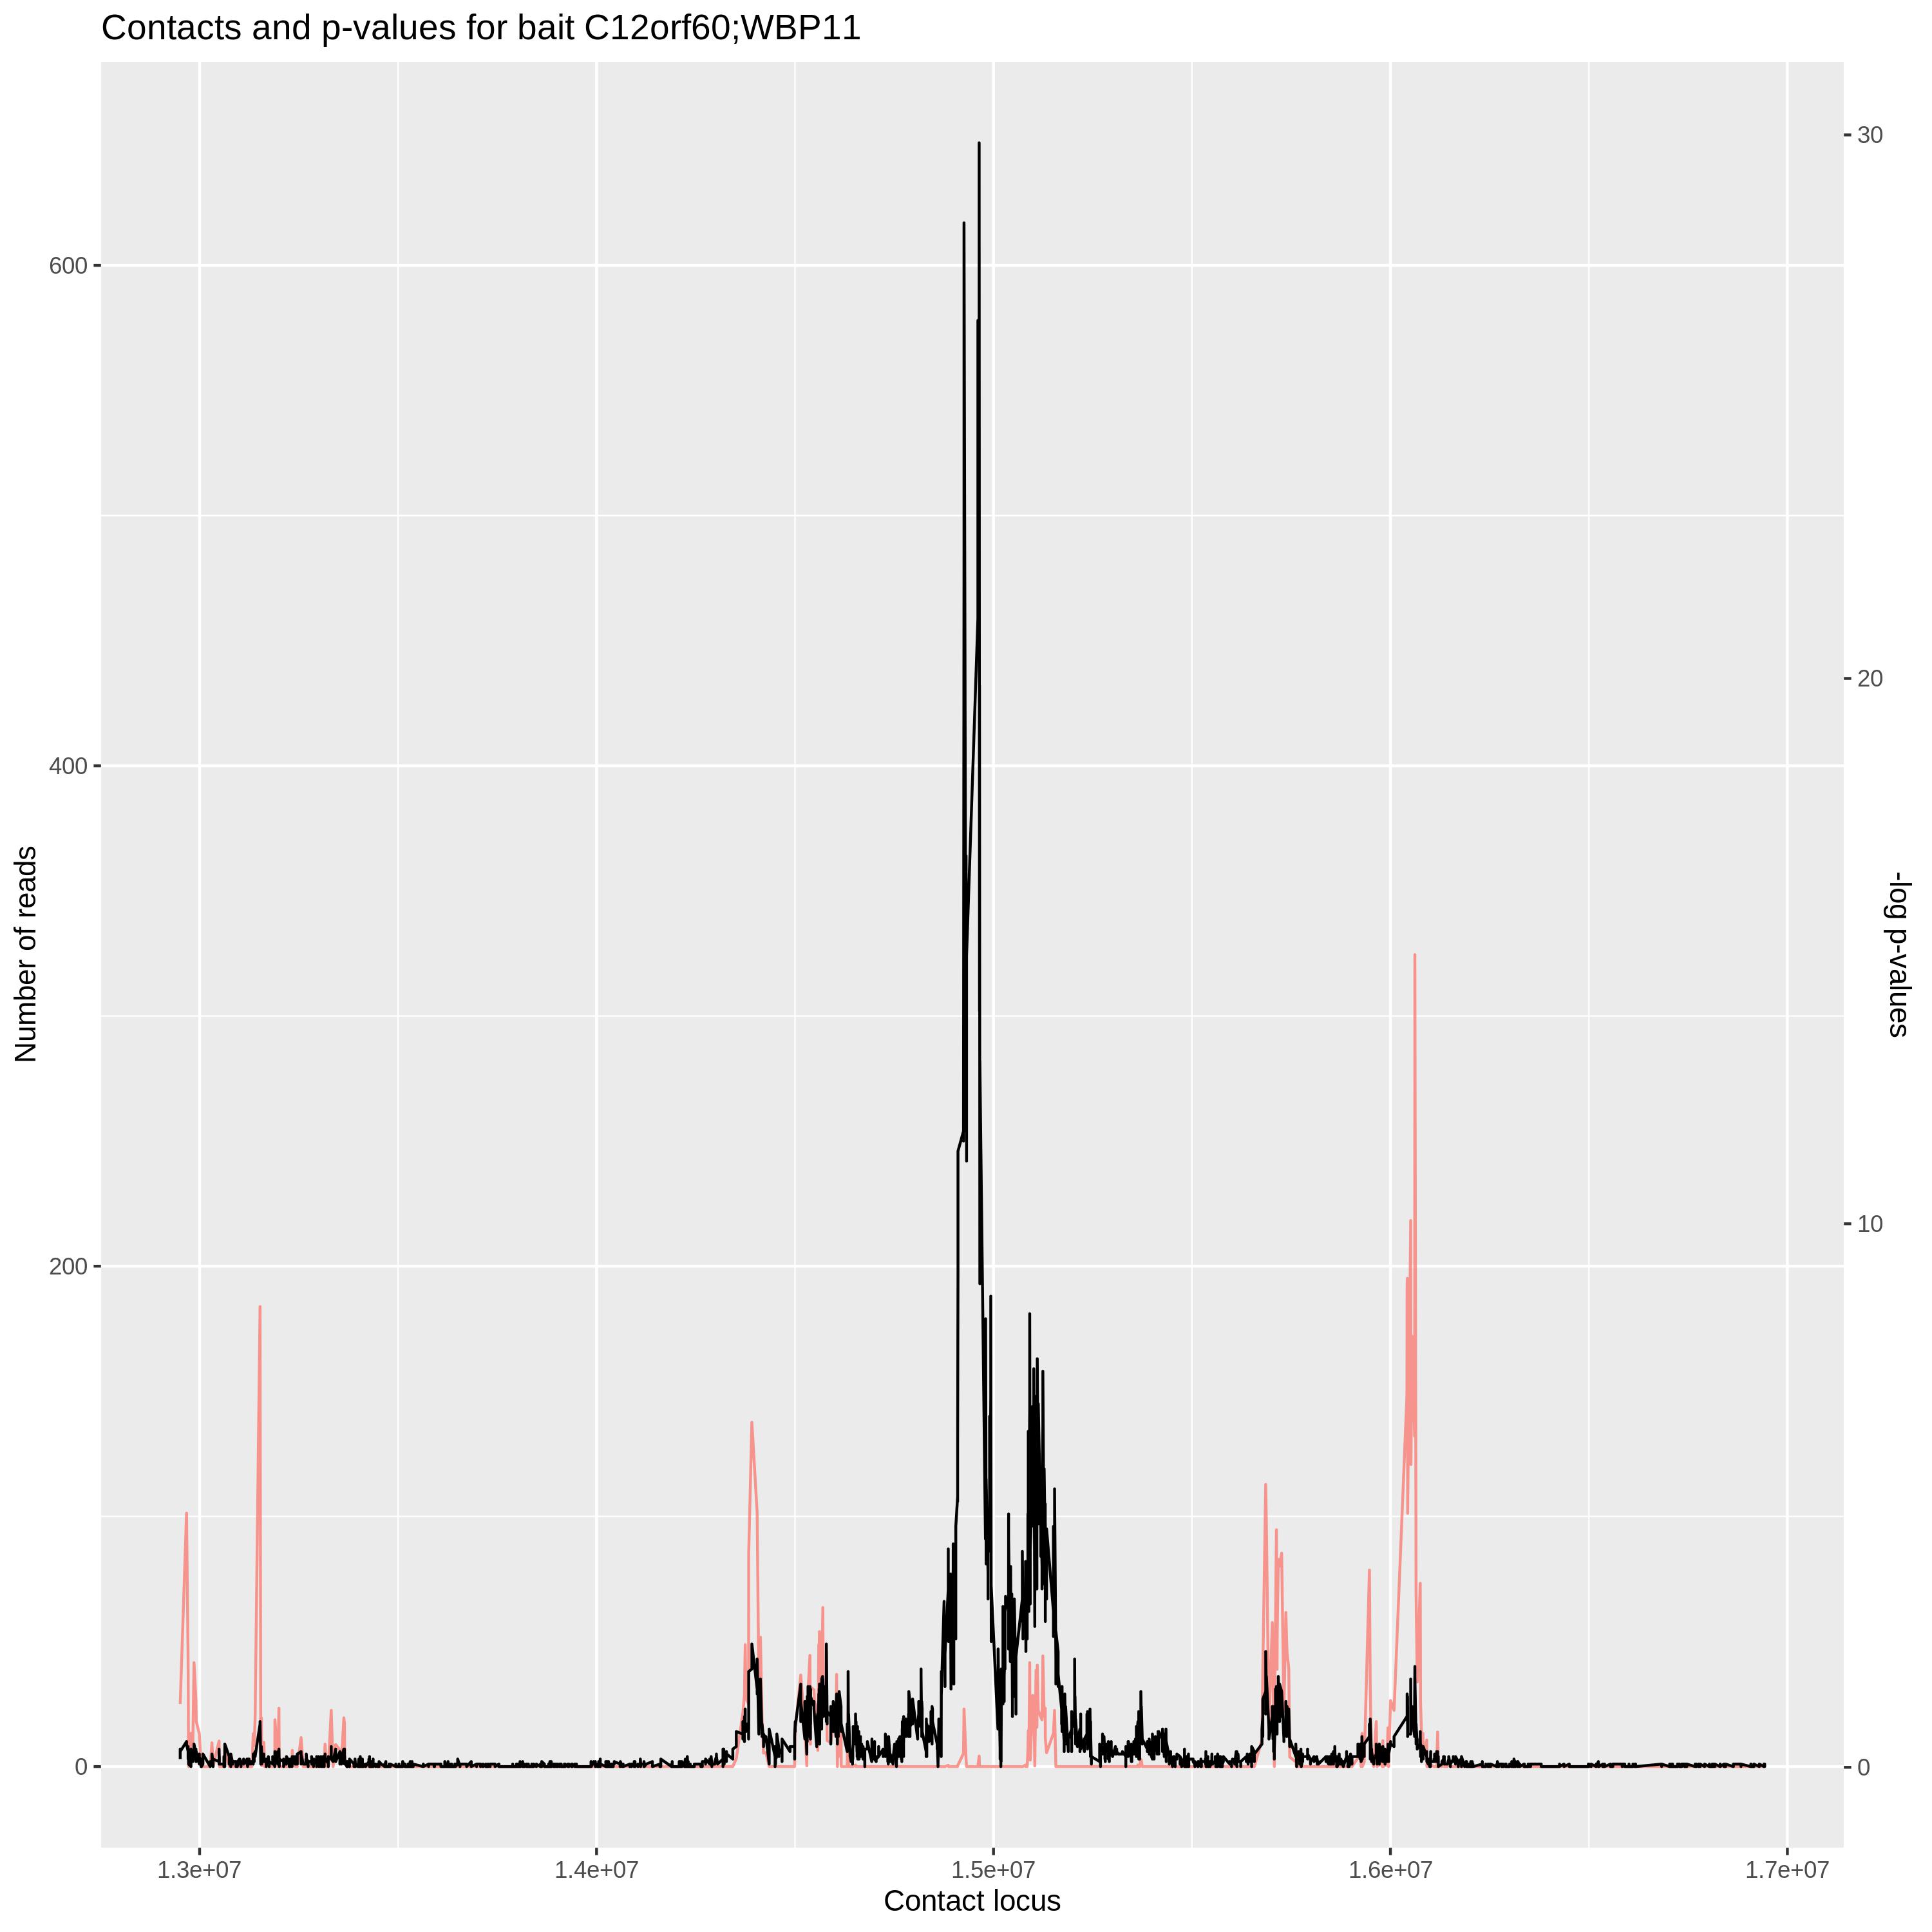 Contacts and p-values for bait C12orf60;WBP11
Number of reads
600
400
200
0
30
20
10
0
-log p-values
1.3e+07 1.4e+07 1.5e+07 1.6e+07 1.7e+07
Contact locus